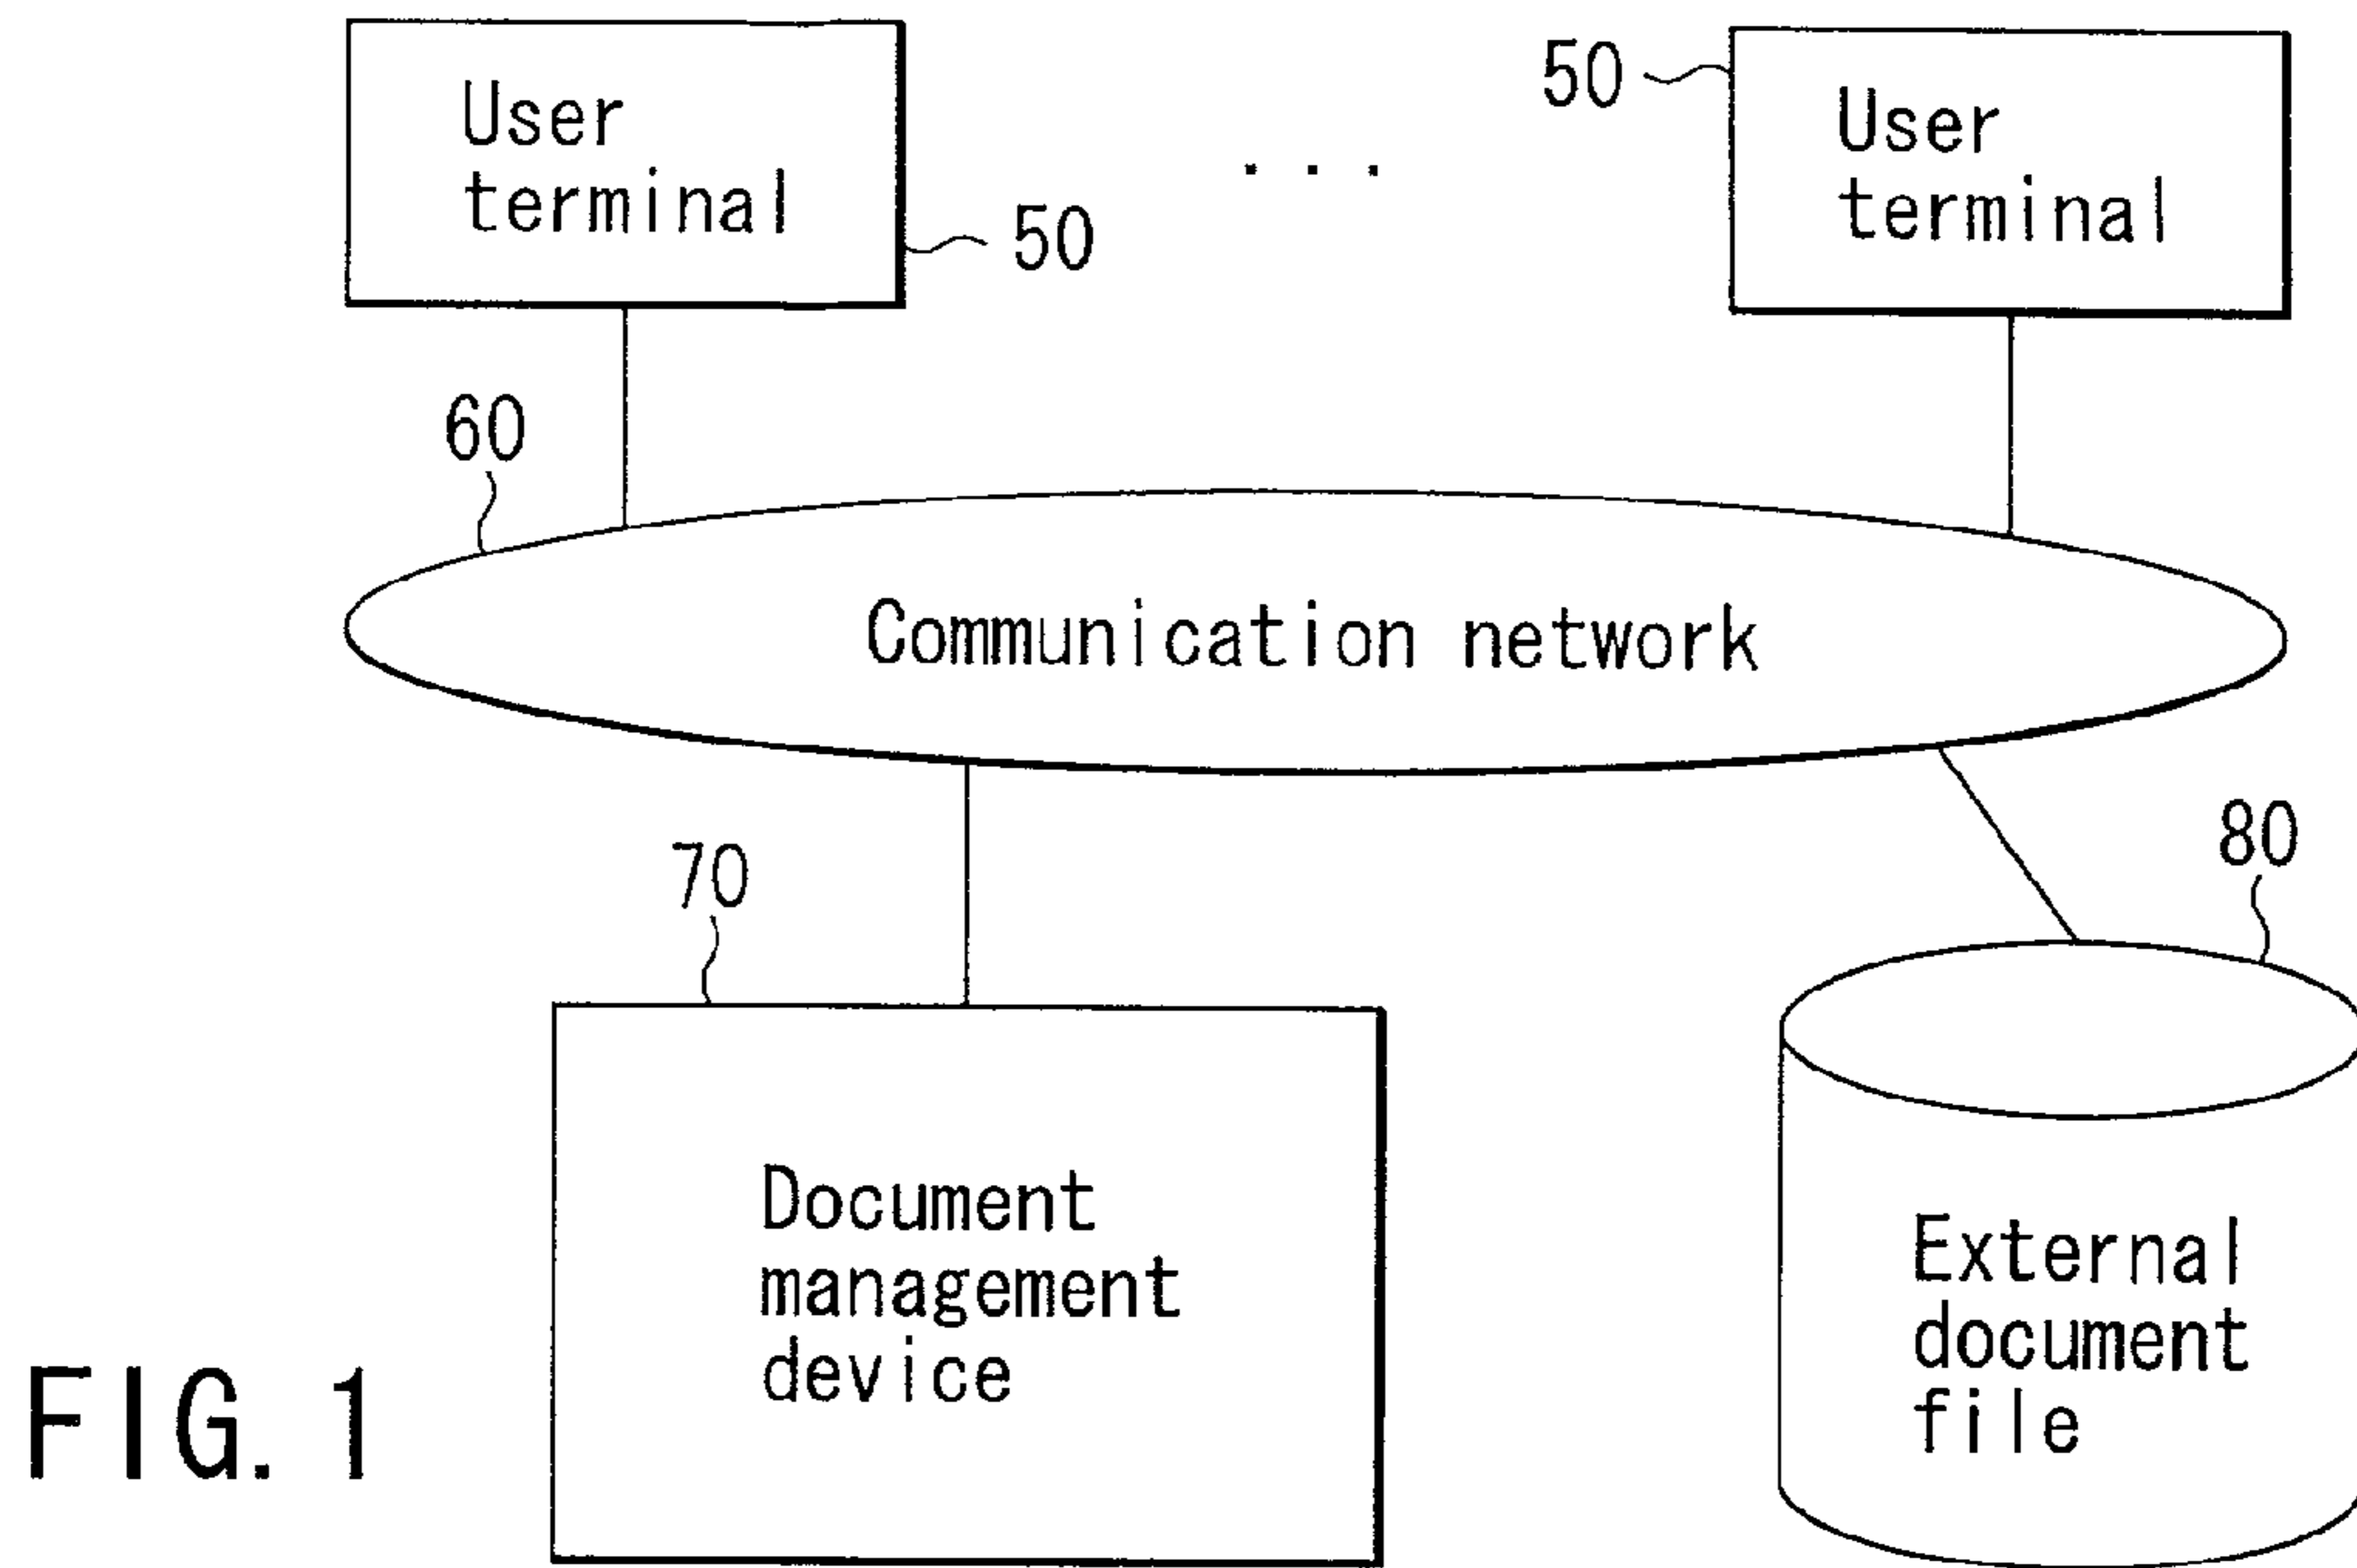 User
terminal
50
50
User
terminal
60
Communication network
70
80
Document
management
device
External
document
file
FIG. 1